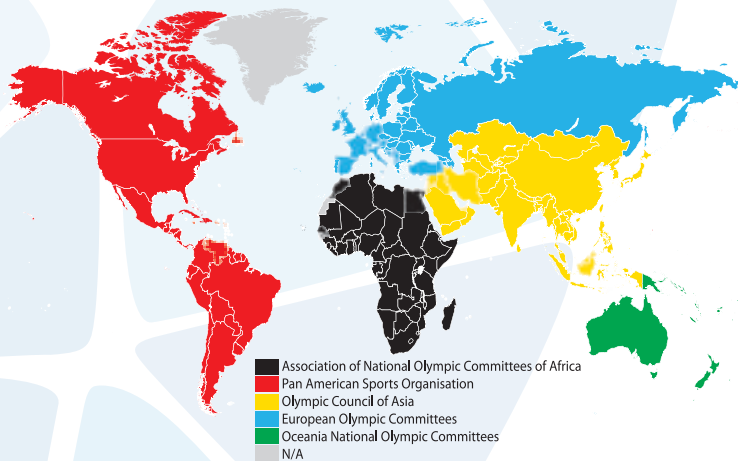 Association of National Olympic Committees of Africa
Pan American Sports Organisation
Olympic Council of Asia
European Olympic Committees
Oceania National Olympic Committees
N/A